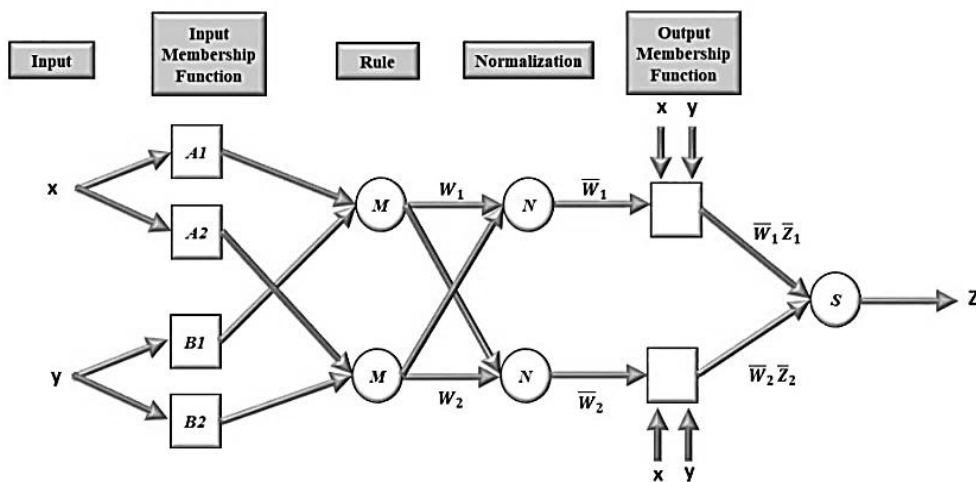 Input
Input
Membership
Function
Rule
Normalization
Output
Membership
Function
x y
A1
x
M
W₁
N
W̅₁
A2
W̅₁ Z̅₁
S
Z
B1
y
M
W₂
N
W̅₂
W̅₂ Z̅₂
B2
x y